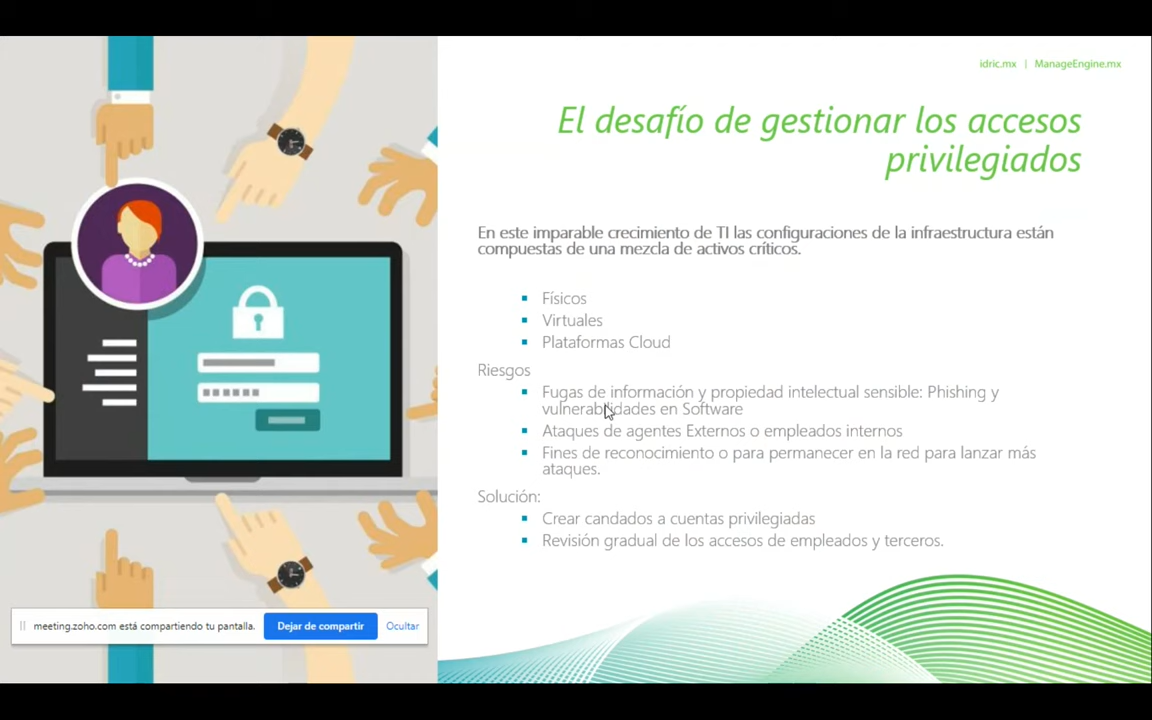 idric.mx | ManageEngine.mx
El desafío de gestionar los accesos
privilegiados
En este imparable crecimiento de TI las configuraciones de la infraestructura están
compuestas de una mezcla de activos críticos.
Físicos
Virtuales
Plataformas Cloud
Riesgos
Fugas de información y propiedad intelectual sensible: Phishing y
vulnerabilidades en Software
Ataques de agentes Externos o empleados internos
Fines de reconocimiento o para permanecer en la red para lanzar más
ataques.
Solución:
Crear candados a cuentas privilegiadas
Revisión gradual de los accesos de empleados y terceros.
meeting.zoho.com está compartiendo tu pantalla. Dejar de compartir Ocultar